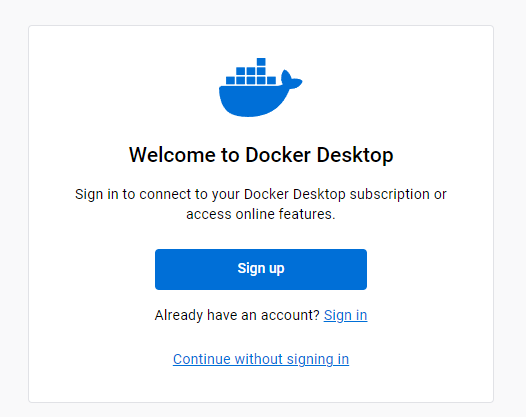 Welcome to Docker Desktop
Sign in to connect to your Docker Desktop subscription or
access online features.
Sign up
Already have an account? Sign in
Continue without signing in